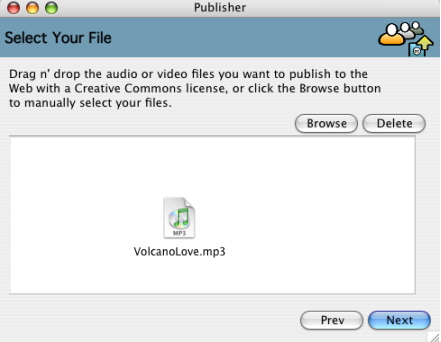 Publisher
Select Your File
Drag n' drop the audio or video files you want to publish to the
Web with a Creative Commons license, or click the Browse button
to manually select your files.
Browse Delete
MP3
VolcanoLove.mp3
Prev Next